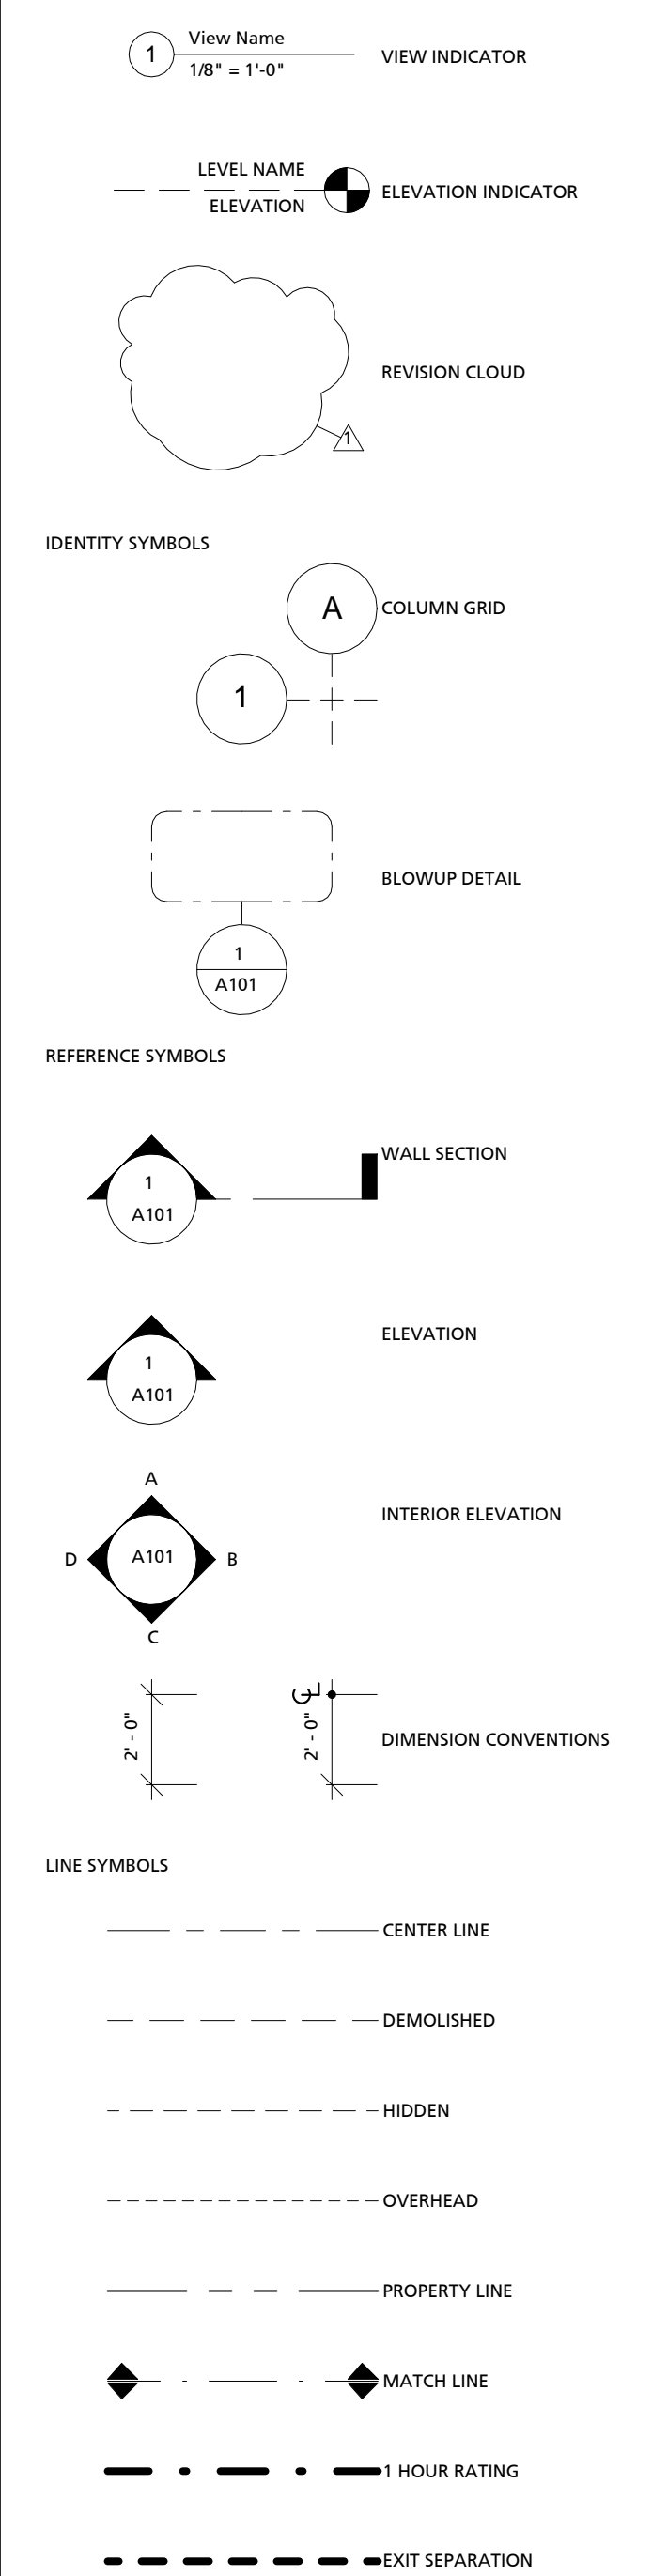 View Name
1
VIEW INDICATOR
1/8" = 1'-0"
LEVEL NAME
ELEVATION INDICATOR
ELEVATION
REVISION CLOUD
1
IDENTITY SYMBOLS
A
COLUMN GRID
1
BLOWUP DETAIL
1
A101
REFERENCE SYMBOLS
WALL SECTION
1
A101
ELEVATION
1
A101
A
INTERIOR ELEVATION
D
A101
B
C
2' - 0"
CL
2' - 0"
DIMENSION CONVENTIONS
LINE SYMBOLS
CENTER LINE
DEMOLISHED
HIDDEN
OVERHEAD
PROPERTY LINE
MATCH LINE
1 HOUR RATING
EXIT SEPARATION